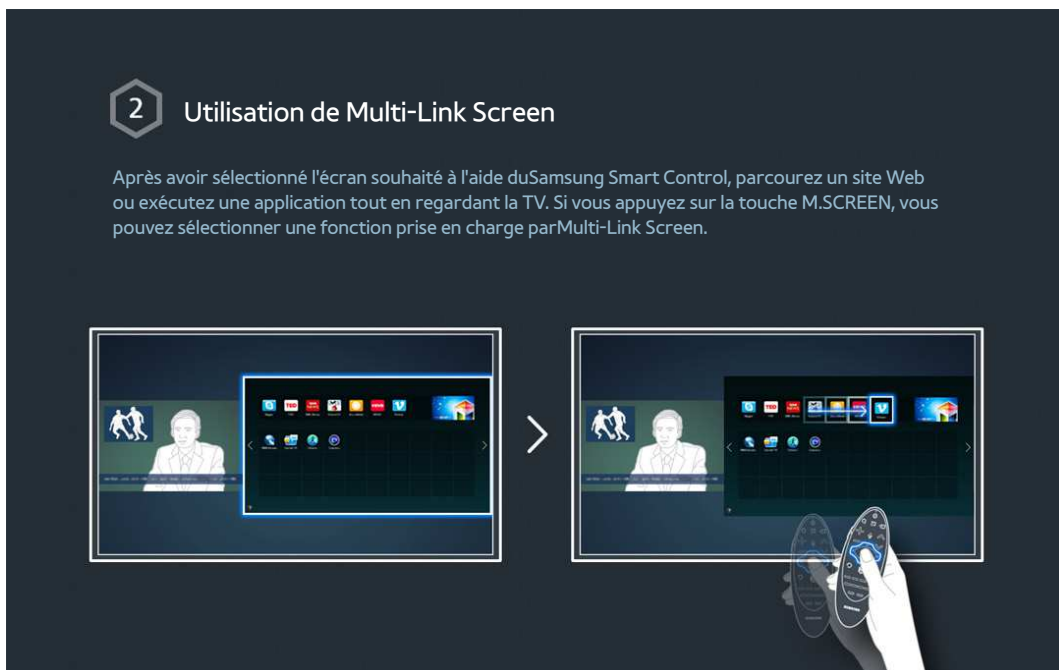 2
Utilisation de Multi-Link Screen
Après avoir sélectionné l'écran souhaité à l'aide duSamsung Smart Control, parcourez un site Web
ou exécutez une application tout en regardant la TV. Si vous appuyez sur la touche M.SCREEN, vous
pouvez sélectionner une fonction prise en charge parMulti-Link Screen.
TED
TED